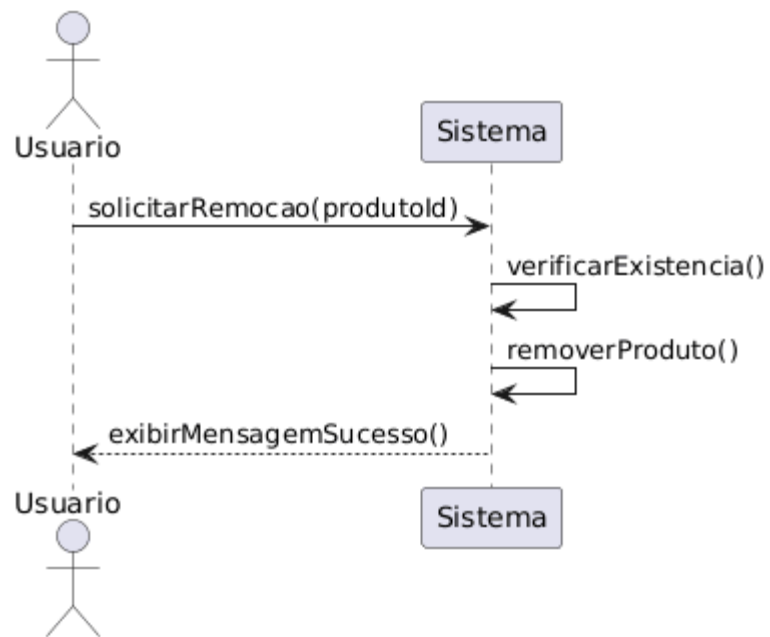 Usuario
Sistema
solicitarRemocao(produtoId)
verificarExistencia()
removerProduto()
exibirMensagemSucesso()
Usuario
Sistema